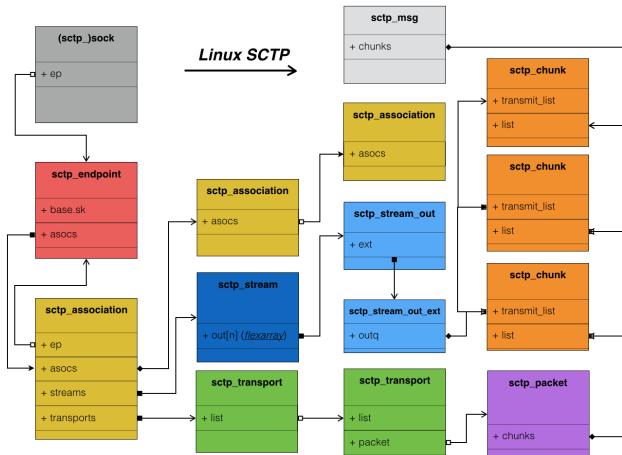 (sctp_)sock
+ ep
Linux SCTP
sctp_msg
+ chunks
sctp_chunk
+ transmit_list
+ list
sctp_association
+ asocs
sctp_endpoint
+ base.sk
+ asocs
sctp_association
+ asocs
sctp_chunk
+ transmit_list
+ list
sctp_stream_out
+ ext
sctp_stream
+ out[n] (flexarray)
sctp_chunk
+ transmit_list
+ list
sctp_association
+ ep
+ asocs
+ streams
+ transports
sctp_stream_out_ext
+ outq
sctp_transport
+ list
sctp_transport
+ list
+ packet
sctp_packet
+ chunks